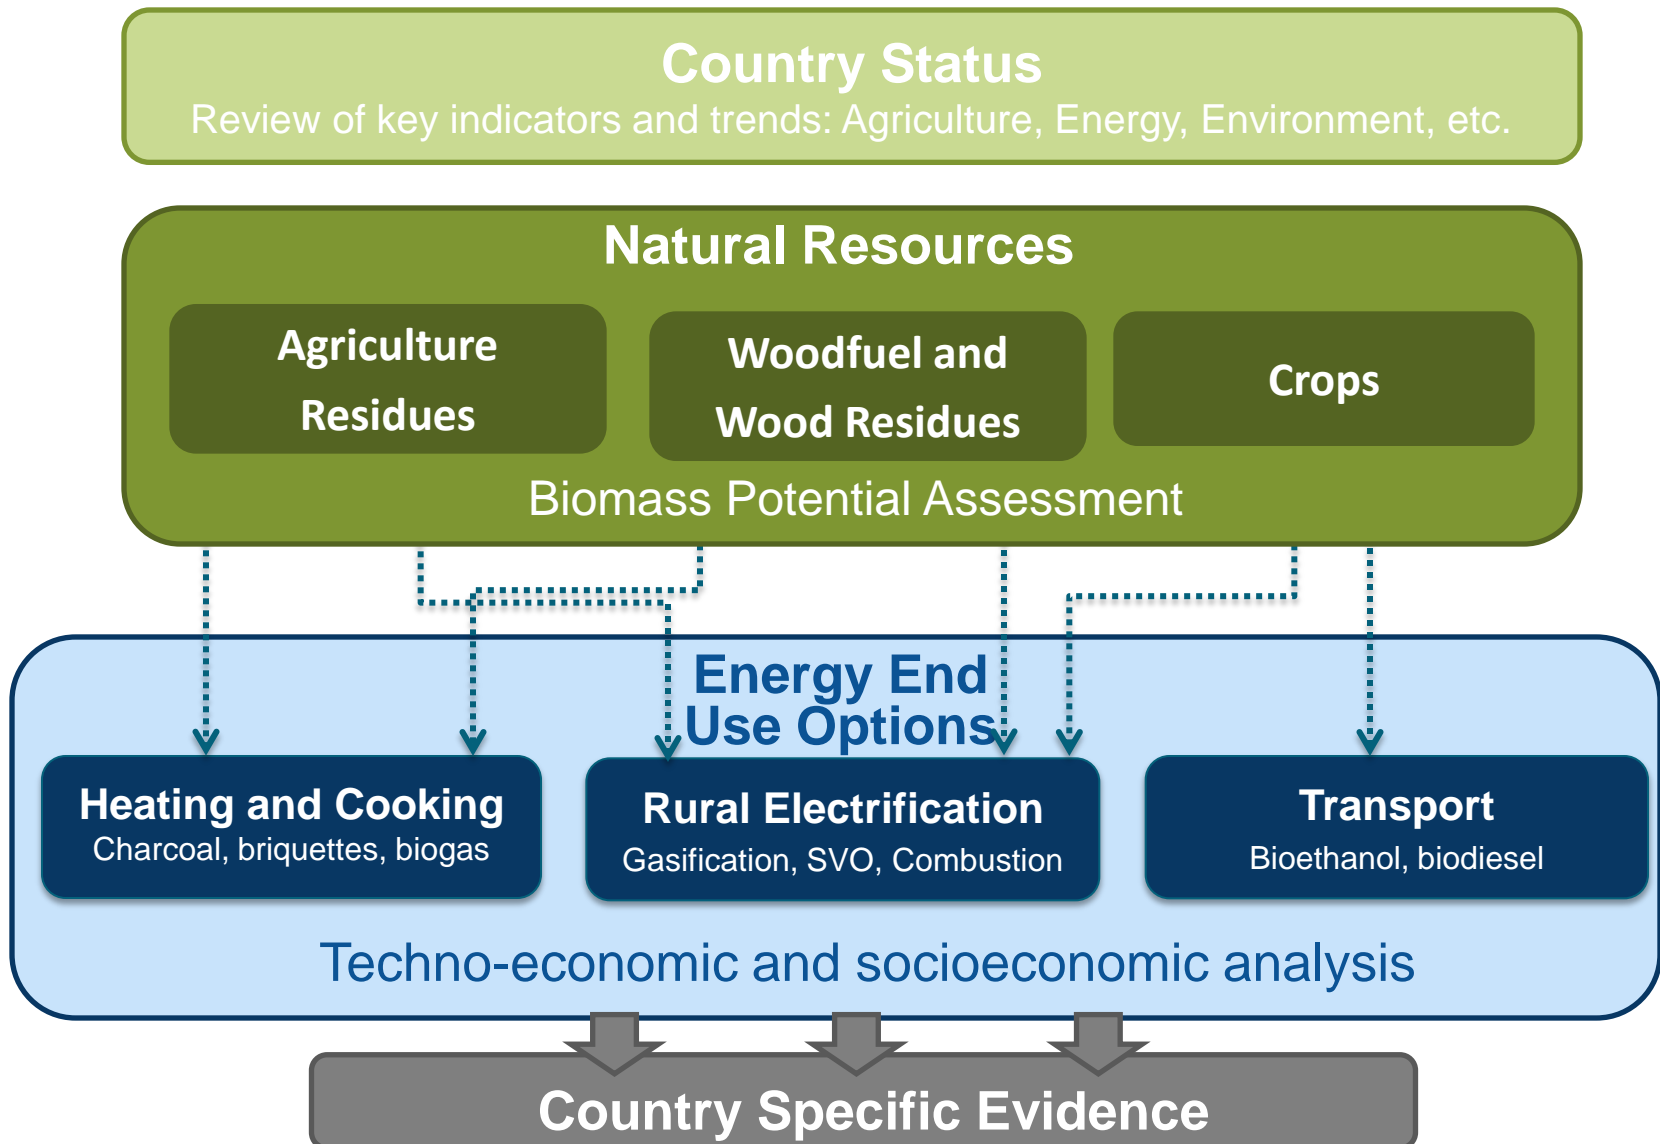 Country Status
Review of key indicators and trends: Agriculture, Energy, Environment, etc.
Natural Resources
Agriculture
Residues
Woodfuel and
Wood Residues
Crops
Biomass Potential Assessment
Energy End
Use Options
Heating and Cooking
Charcoal, briquettes, biogas
Rural Electrification
Gasification, SVO, Combustion
Transport
Bioethanol, biodiesel
Techno-economic and socioeconomic analysis
Country Specific Evidence